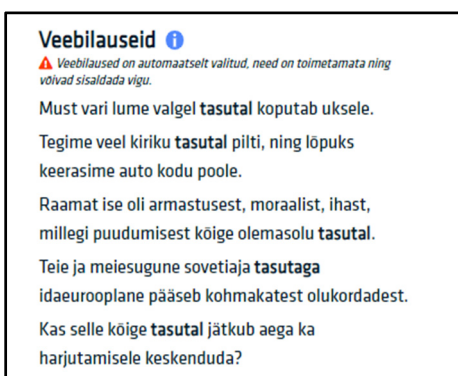 Veebilauseid
Veebilaused on automaatselt valitud, need on toimetamata ning
võivad sisaldada vigu.
Must vari lume valgel tasutal koputab uksele.
Tegime veel kiriku tasutal pilti, ning lõpuks
keerasime auto kodu poole.
Raamat ise oli armastusest, moraalist, ihast,
millegi puudumisest kõige olemasolu tasutal.
Teie ja meiesugune sovetiaja tasutaga
idaeurooplane pääseb kohmakatest olukordadest.
Kas selle kõige tasutal jätkub aega ka
harjutamisele keskenduda?